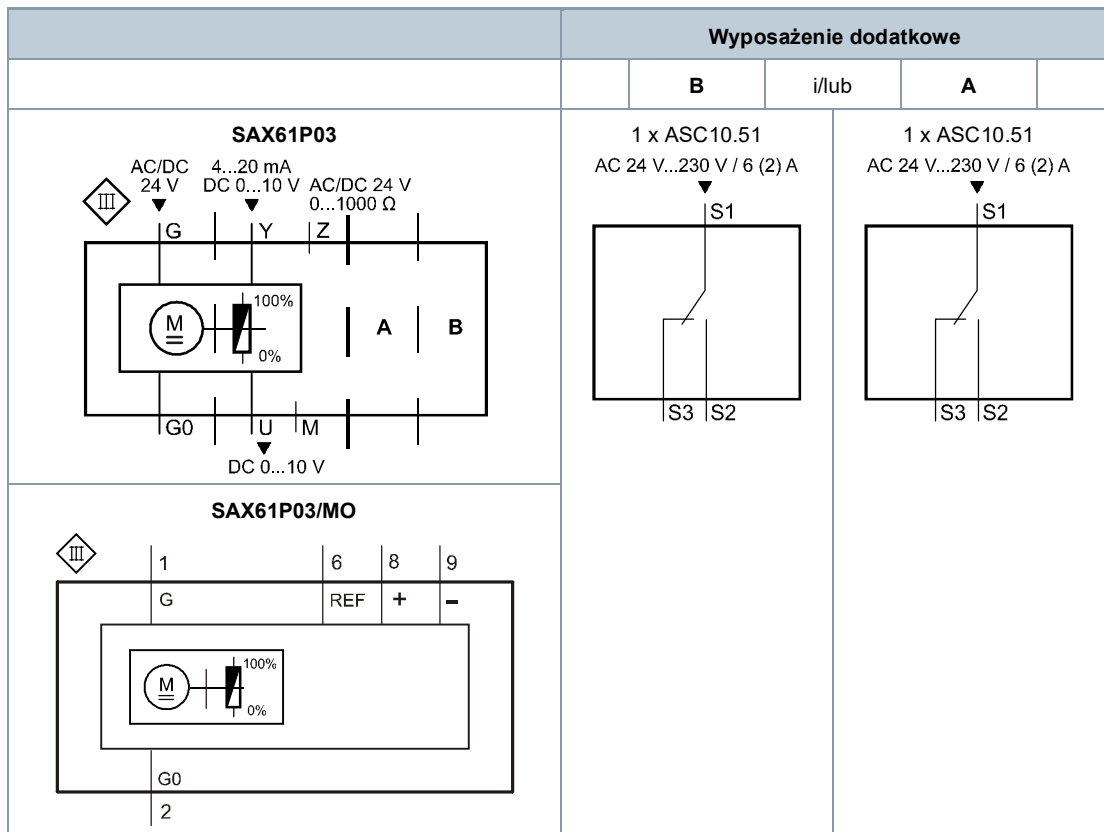 Wyposażenie dodatkowe
B i/lub A
SAX61P03
AC/DC 24 V
4...20 mA
DC 0...10 V
AC/DC 24 V
0...1000 Ω
III
G Y Z
M
100%
0%
A B
G0 U M
DC 0...10 V
1 x ASC10.51
AC 24 V...230 V / 6 (2) A
S1
S3 S2
1 x ASC10.51
AC 24 V...230 V / 6 (2) A
S1
S3 S2
SAX61P03/MO
III
1 6 8 9
G REF + -
M
100%
0%
G0
2